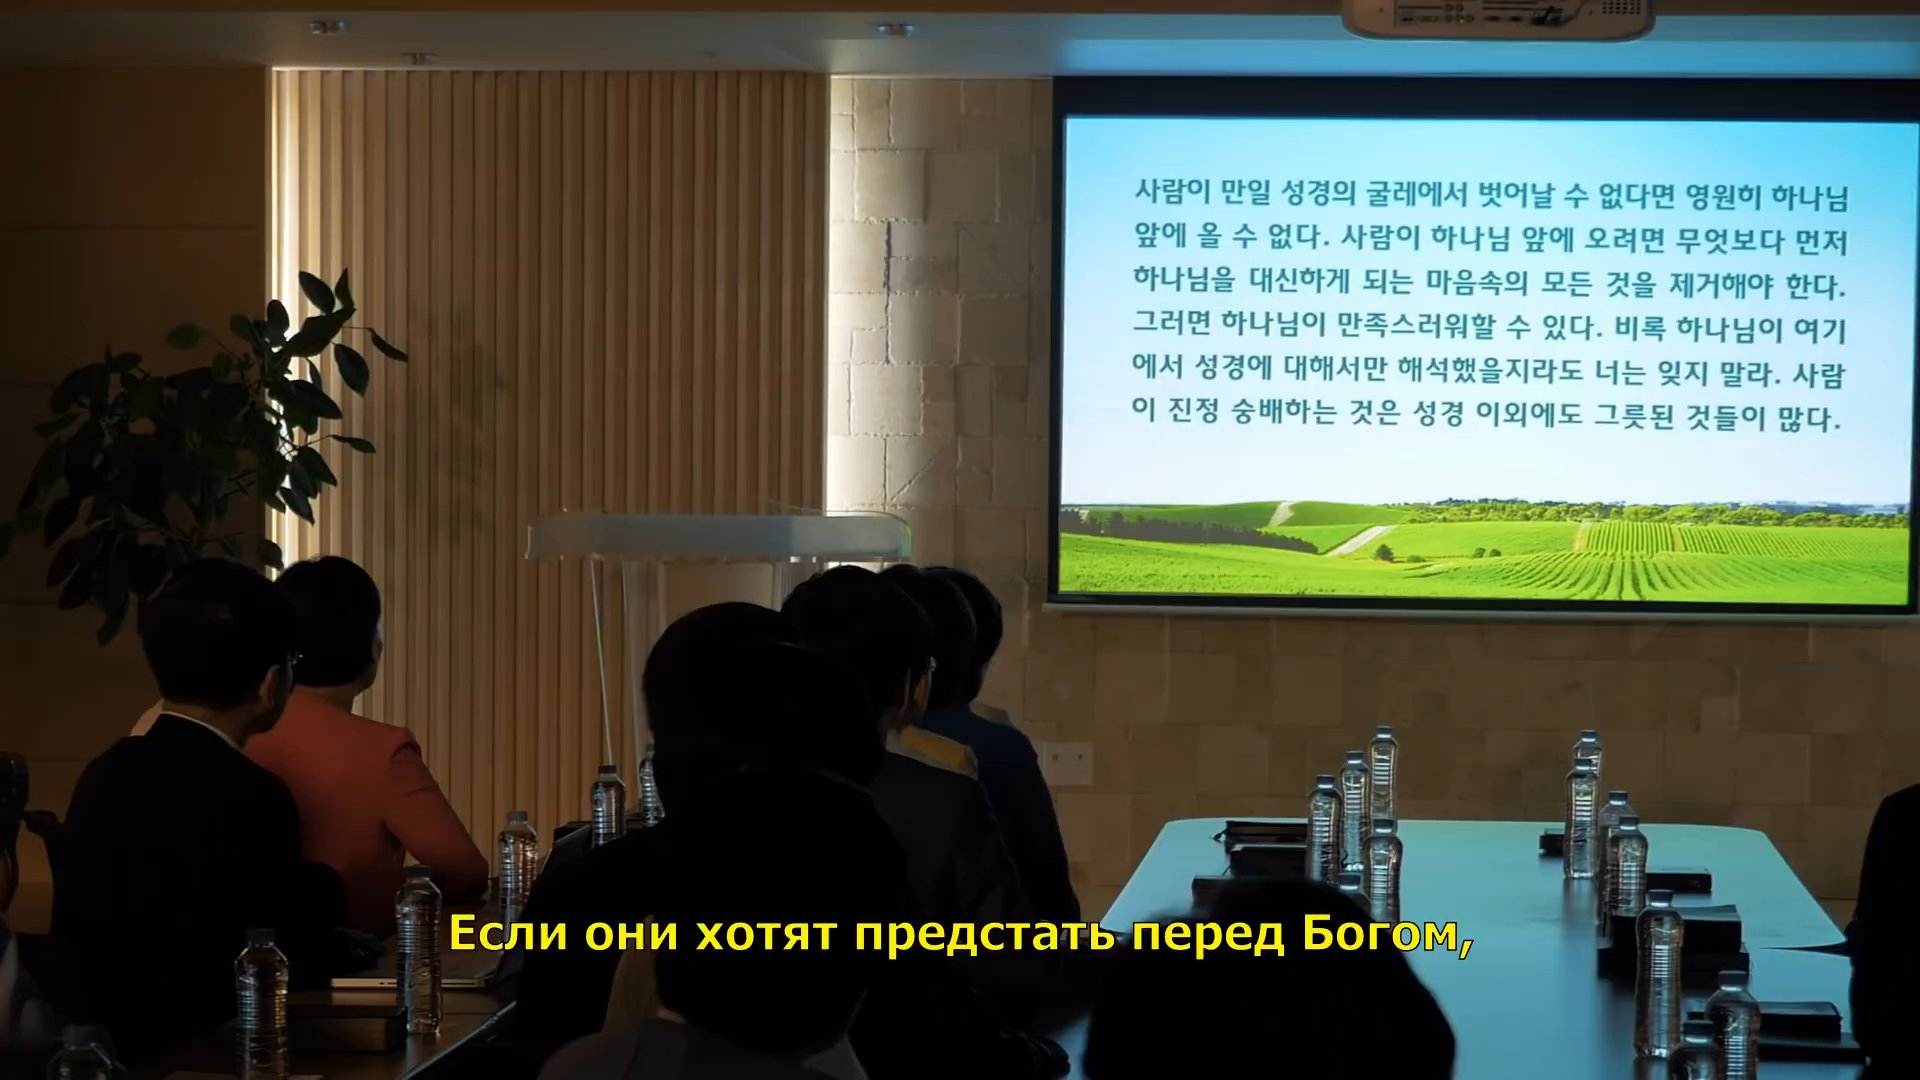 사람이 만일 성경의 굴레에서 벗어날 수 없다면 영원히 하나님
앞에 올 수 없다. 사람이 하나님 앞에 오려면 무엇보다 먼저
하나님을 대신하게 되는 마음속의 모든 것을 제거해야 한다.
그러면 하나님이 만족스러워할 수 있다. 비록 하나님이 여기
에서 성경에 대해서만 해석했을지라도 너는 잊지 말라. 사람
이 진정 숭배하는 것은 성경 이외에도 그릇된 것들이 많다.
Если они хотят предстать перед Богом,